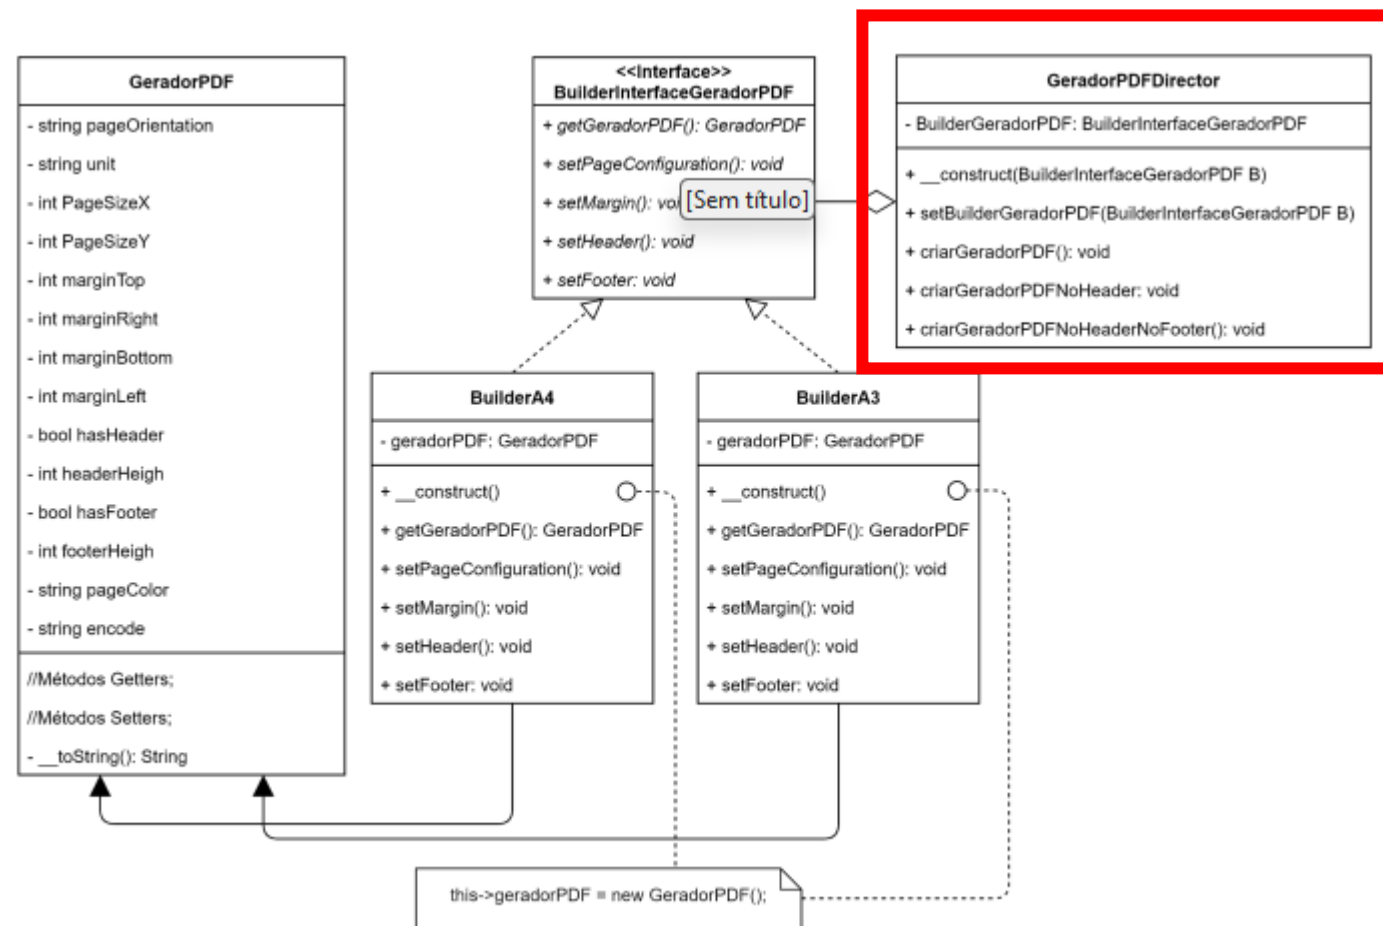 GeradorPDF
- string pageOrientation
- string unit
- int PageSizeX
- int PageSizeY
- int marginTop
- int marginRight
- int marginBottom
- int marginLeft
- bool hasHeader
- int headerHeigh
- bool hasFooter
- int footerHeigh
- string pageColor
- string encode
//Métodos Getters;
//Métodos Setters;
- __toString(): String
<<Interface>>
BuilderInterfaceGeradorPDF
+ getGeradorPDF(): GeradorPDF
+ setPageConfiguration(): void
+ setMargin(): voi
[Sem título]
+ setHeader(): void
+ setFooter: void
GeradorPDFDirector
- BuilderGeradorPDF: BuilderInterfaceGeradorPDF
+ __construct(BuilderInterfaceGeradorPDF B)
+ setBuilderGeradorPDF(BuilderInterfaceGeradorPDF B)
+ criarGeradorPDF(): void
+ criarGeradorPDFNoHeader: void
+ criarGeradorPDFNoHeaderNoFooter(): void
BuilderA4
- geradorPDF: GeradorPDF
+ __construct()
+ getGeradorPDF(): GeradorPDF
+ setPageConfiguration(): void
+ setMargin(): void
+ setHeader(): void
+ setFooter: void
BuilderA3
- geradorPDF: GeradorPDF
+ __construct()
+ getGeradorPDF(): GeradorPDF
+ setPageConfiguration(): void
+ setMargin(): void
+ setHeader(): void
+ setFooter: void
this->geradorPDF = new GeradorPDF();